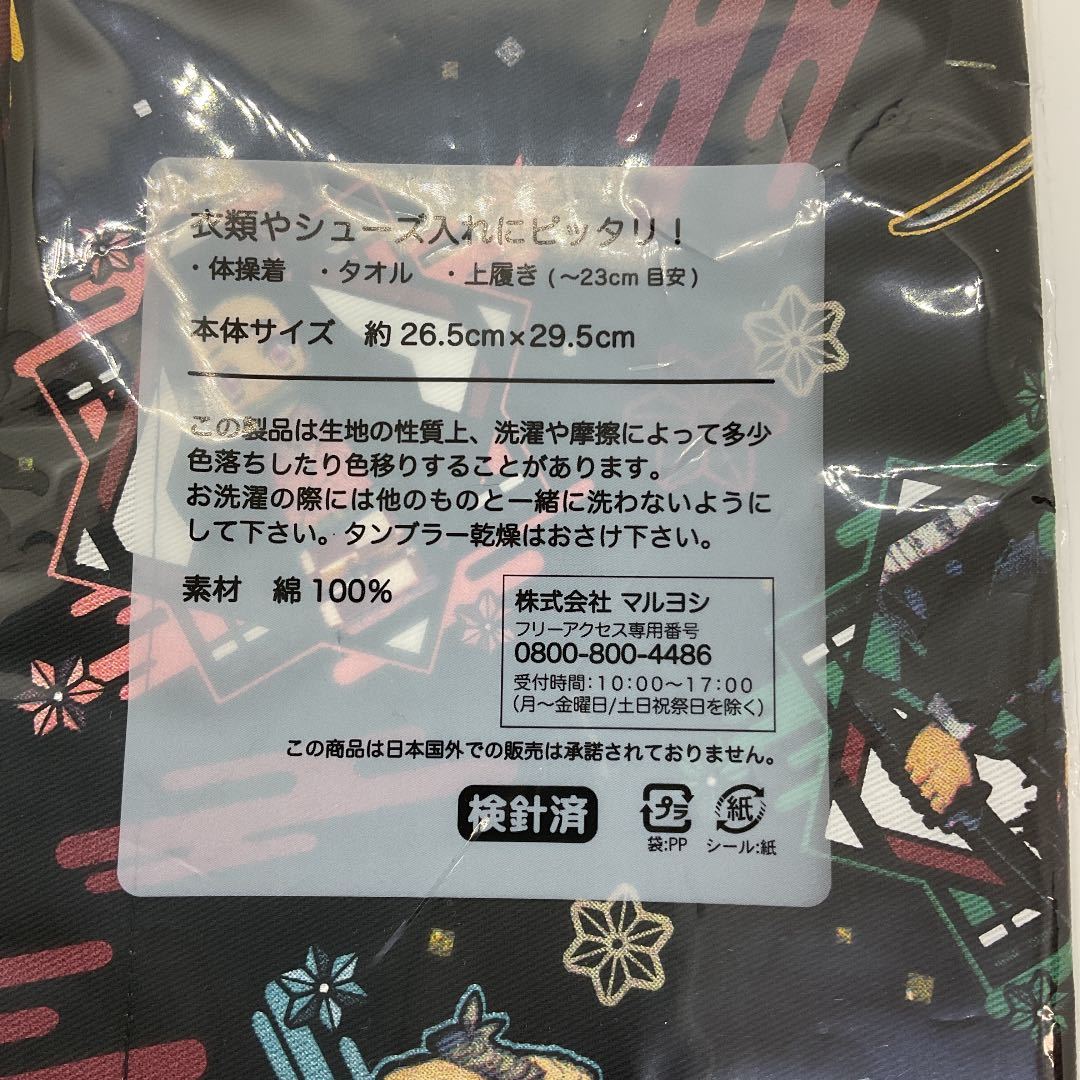 衣類やシューズ入れにピッタリ！
・体操着　・タオル　・上履き(～23cm 目安)
本体サイズ　約 26.5cm×29.5cm
この製品は生地の性質上、洗濯や摩擦によって多少
色落ちしたり色移りすることがあります。
お洗濯の際には他のものと一緒に洗わないように
して下さい。タンブラー乾燥はおさけ下さい。
素材　綿 100%
株式会社 マルヨシ
フリーアクセス専用番号
0800-800-4486
受付時間：10：00～17：00
(月～金曜日/土日祝祭日を除く)
この商品は日本国外での販売は承諾されておりません。
検針済
プラ
紙
袋:PP
シール:紙